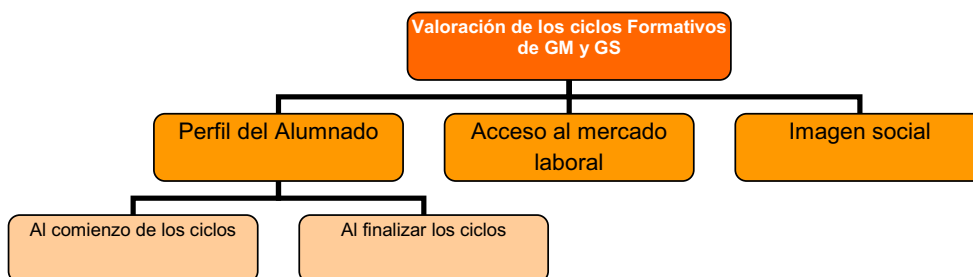 Valoración de los ciclos Formativos
de GM y GS
Perfil del Alumnado
Acceso al mercado
laboral
Imagen social
Al comienzo de los ciclos
Al finalizar los ciclos